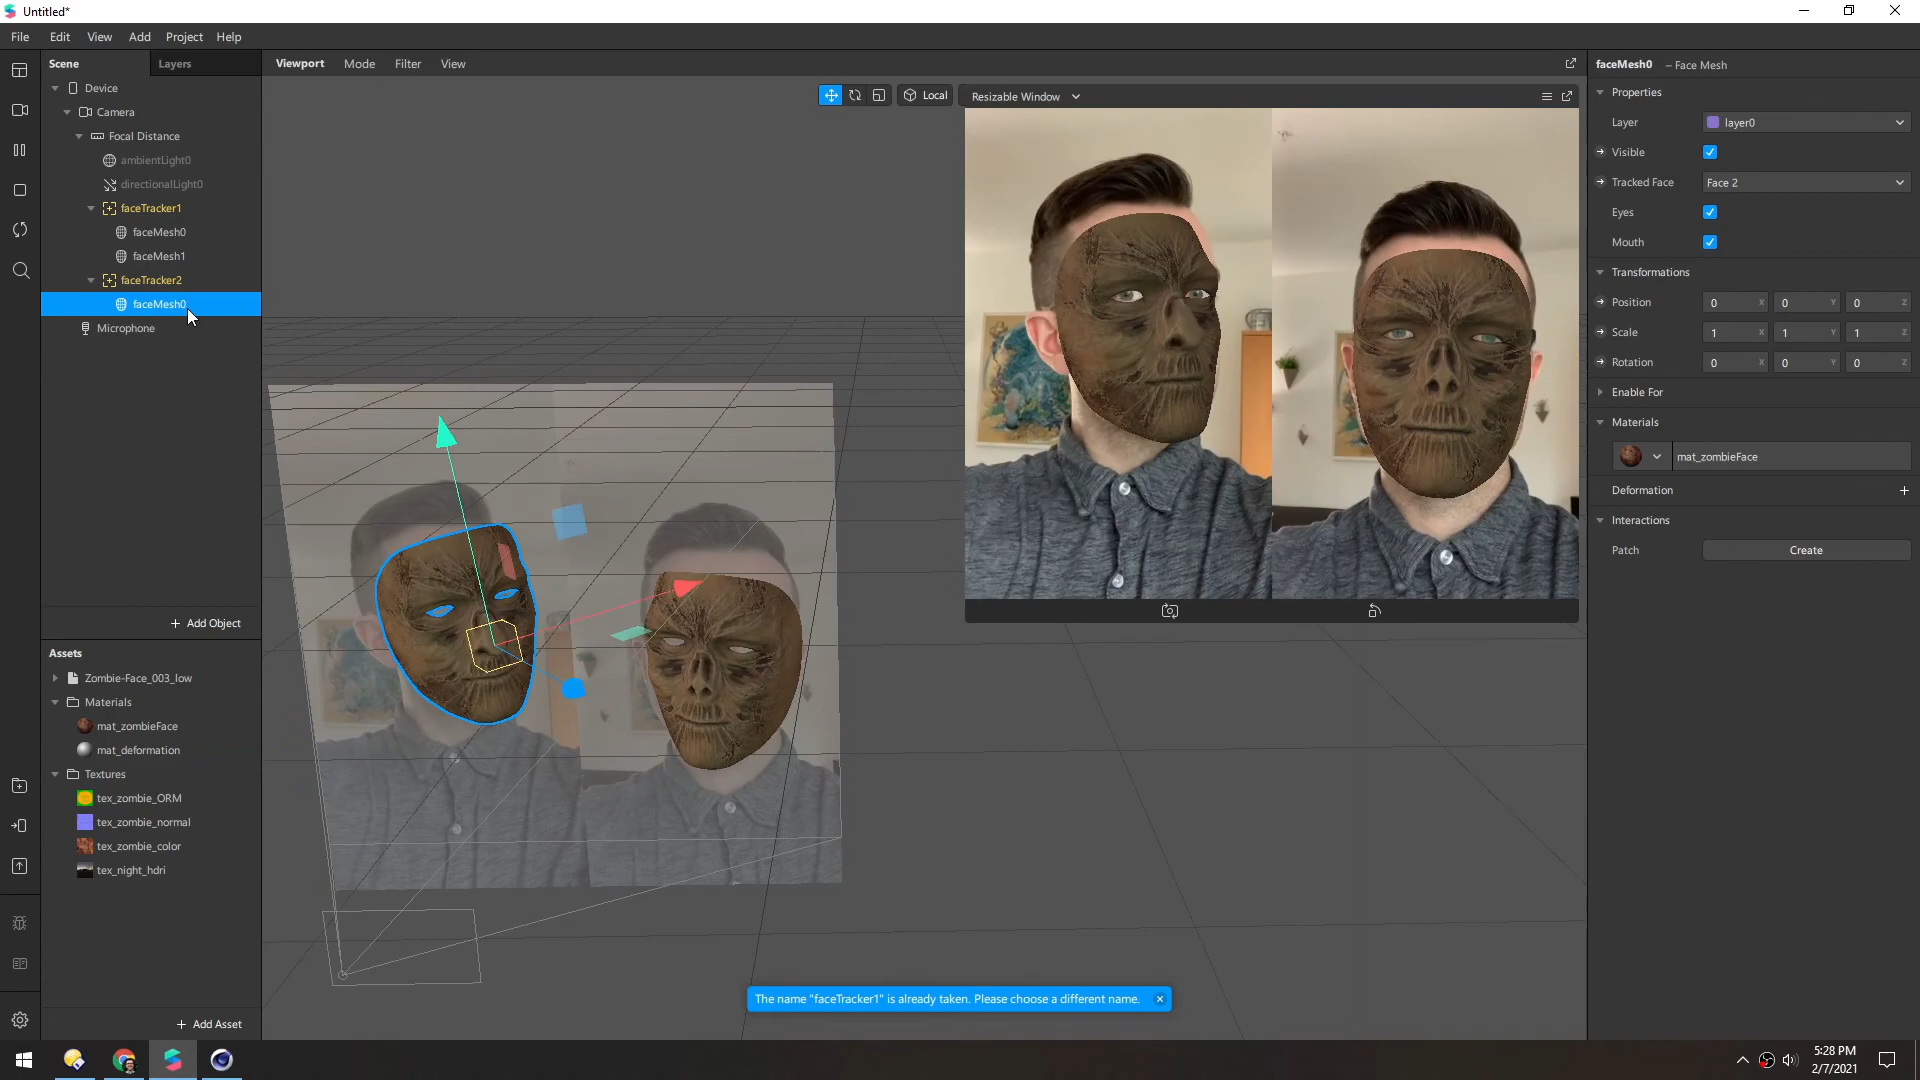 Untitled*
File Edit View Add Project Help
Scene Layers
Device
Camera
Focal Distance
ambientLight0
directionalLight0
faceTracker1
faceMesh0
faceMesh1
faceTracker2
faceMesh0
Microphone
+ Add Object
Assets
Zombie-Face_003_low
Materials
mat_zombieFace
mat_deformation
Textures
tex_zombie_ORM
tex_zombie_normal
tex_zombie_color
tex_night_hdri
+ Add Asset
Viewport Mode Filter View
Local
Resizable Window
The name "faceTracker1" is already taken. Please choose a different name.
faceMesh0 – Face Mesh
Properties
Layer layer0
Visible
Tracked Face Face 2
Eyes
Mouth
Transformations
Position 0 X 0 Y 0 Z
Scale 1 X 1 Y 1 Z
Rotation 0 X 0 Y 0 Z
Enable For
Materials
mat_zombieFace
Deformation +
Interactions
Patch Create
5:28 PM
2/7/2021